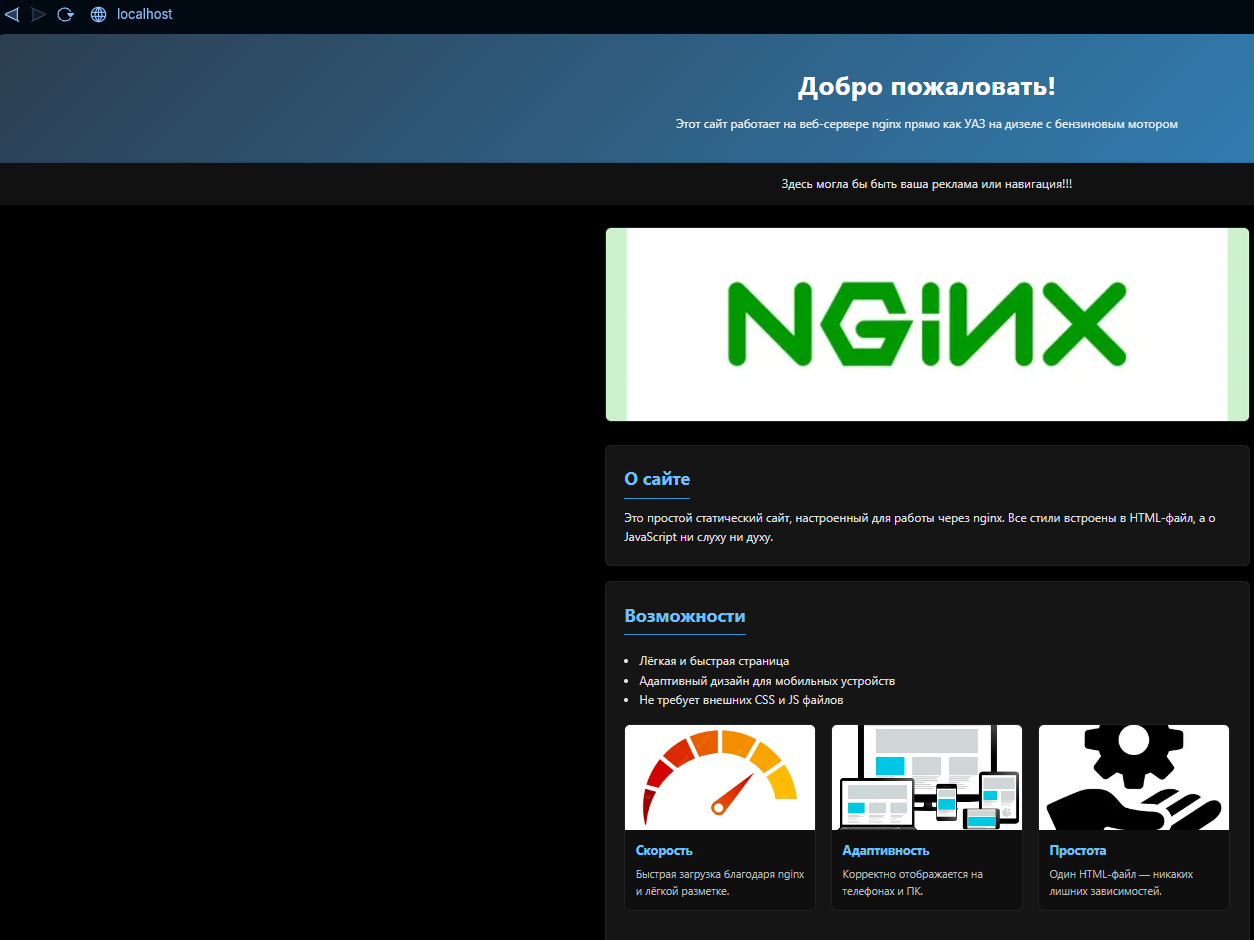 localhost
Добро пожаловать!
Этот сайт работает на веб-сервере nginx прямо как УАЗ на дизеле с бензиновым мотором
Здесь могла бы быть ваша реклама или навигация!!!
NGiNX
О сайте
Это простой статический сайт, настроенный для работы через nginx. Все стили встроены в HTML-файл, а о
JavaScript ни слуху ни духу.
Возможности
Лёгкая и быстрая страница
Адаптивный дизайн для мобильных устройств
Не требует внешних CSS и JS файлов
Скорость
Быстрая загрузка благодаря nginx
и лёгкой разметке.
Адаптивность
Корректно отображается на
телефонах и ПК.
Простота
Один HTML-файл — никаких
лишних зависимостей.